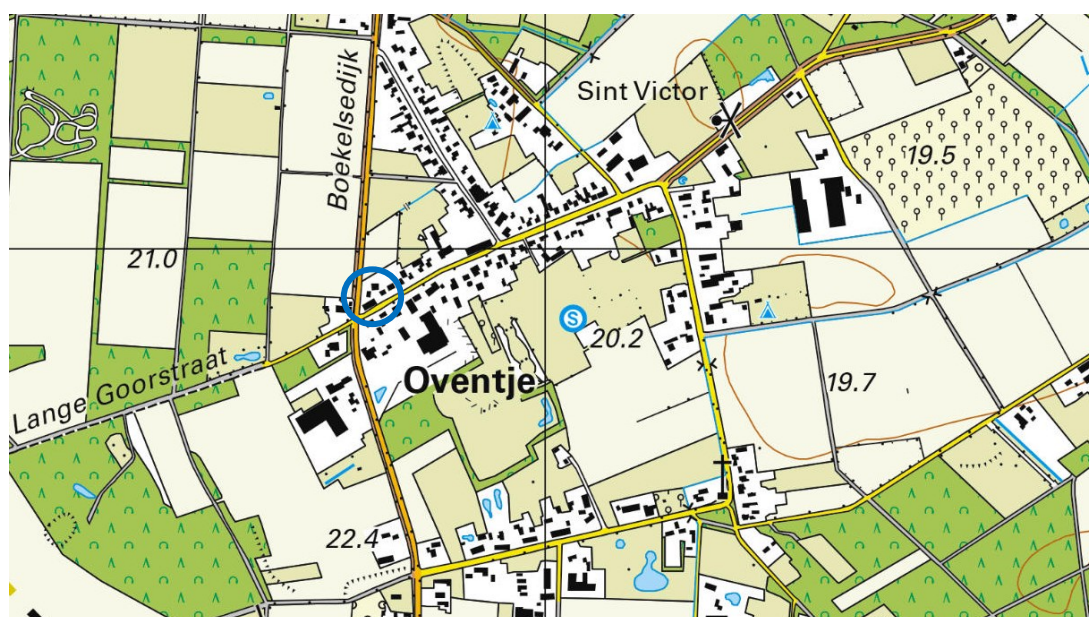 Boekelsedijk
Sint Victor
19.5
21.0
S
20.2
Lange Goorstraat
Oventje
19.7
22.4